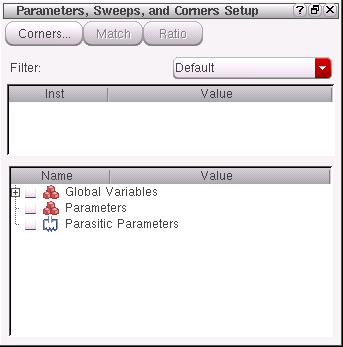 Parameters, Sweeps, and Corners Setup
Corners... Match Ratio
Filter: Default
Inst Value
Name Value
Global Variables
Parameters
Parasitic Parameters